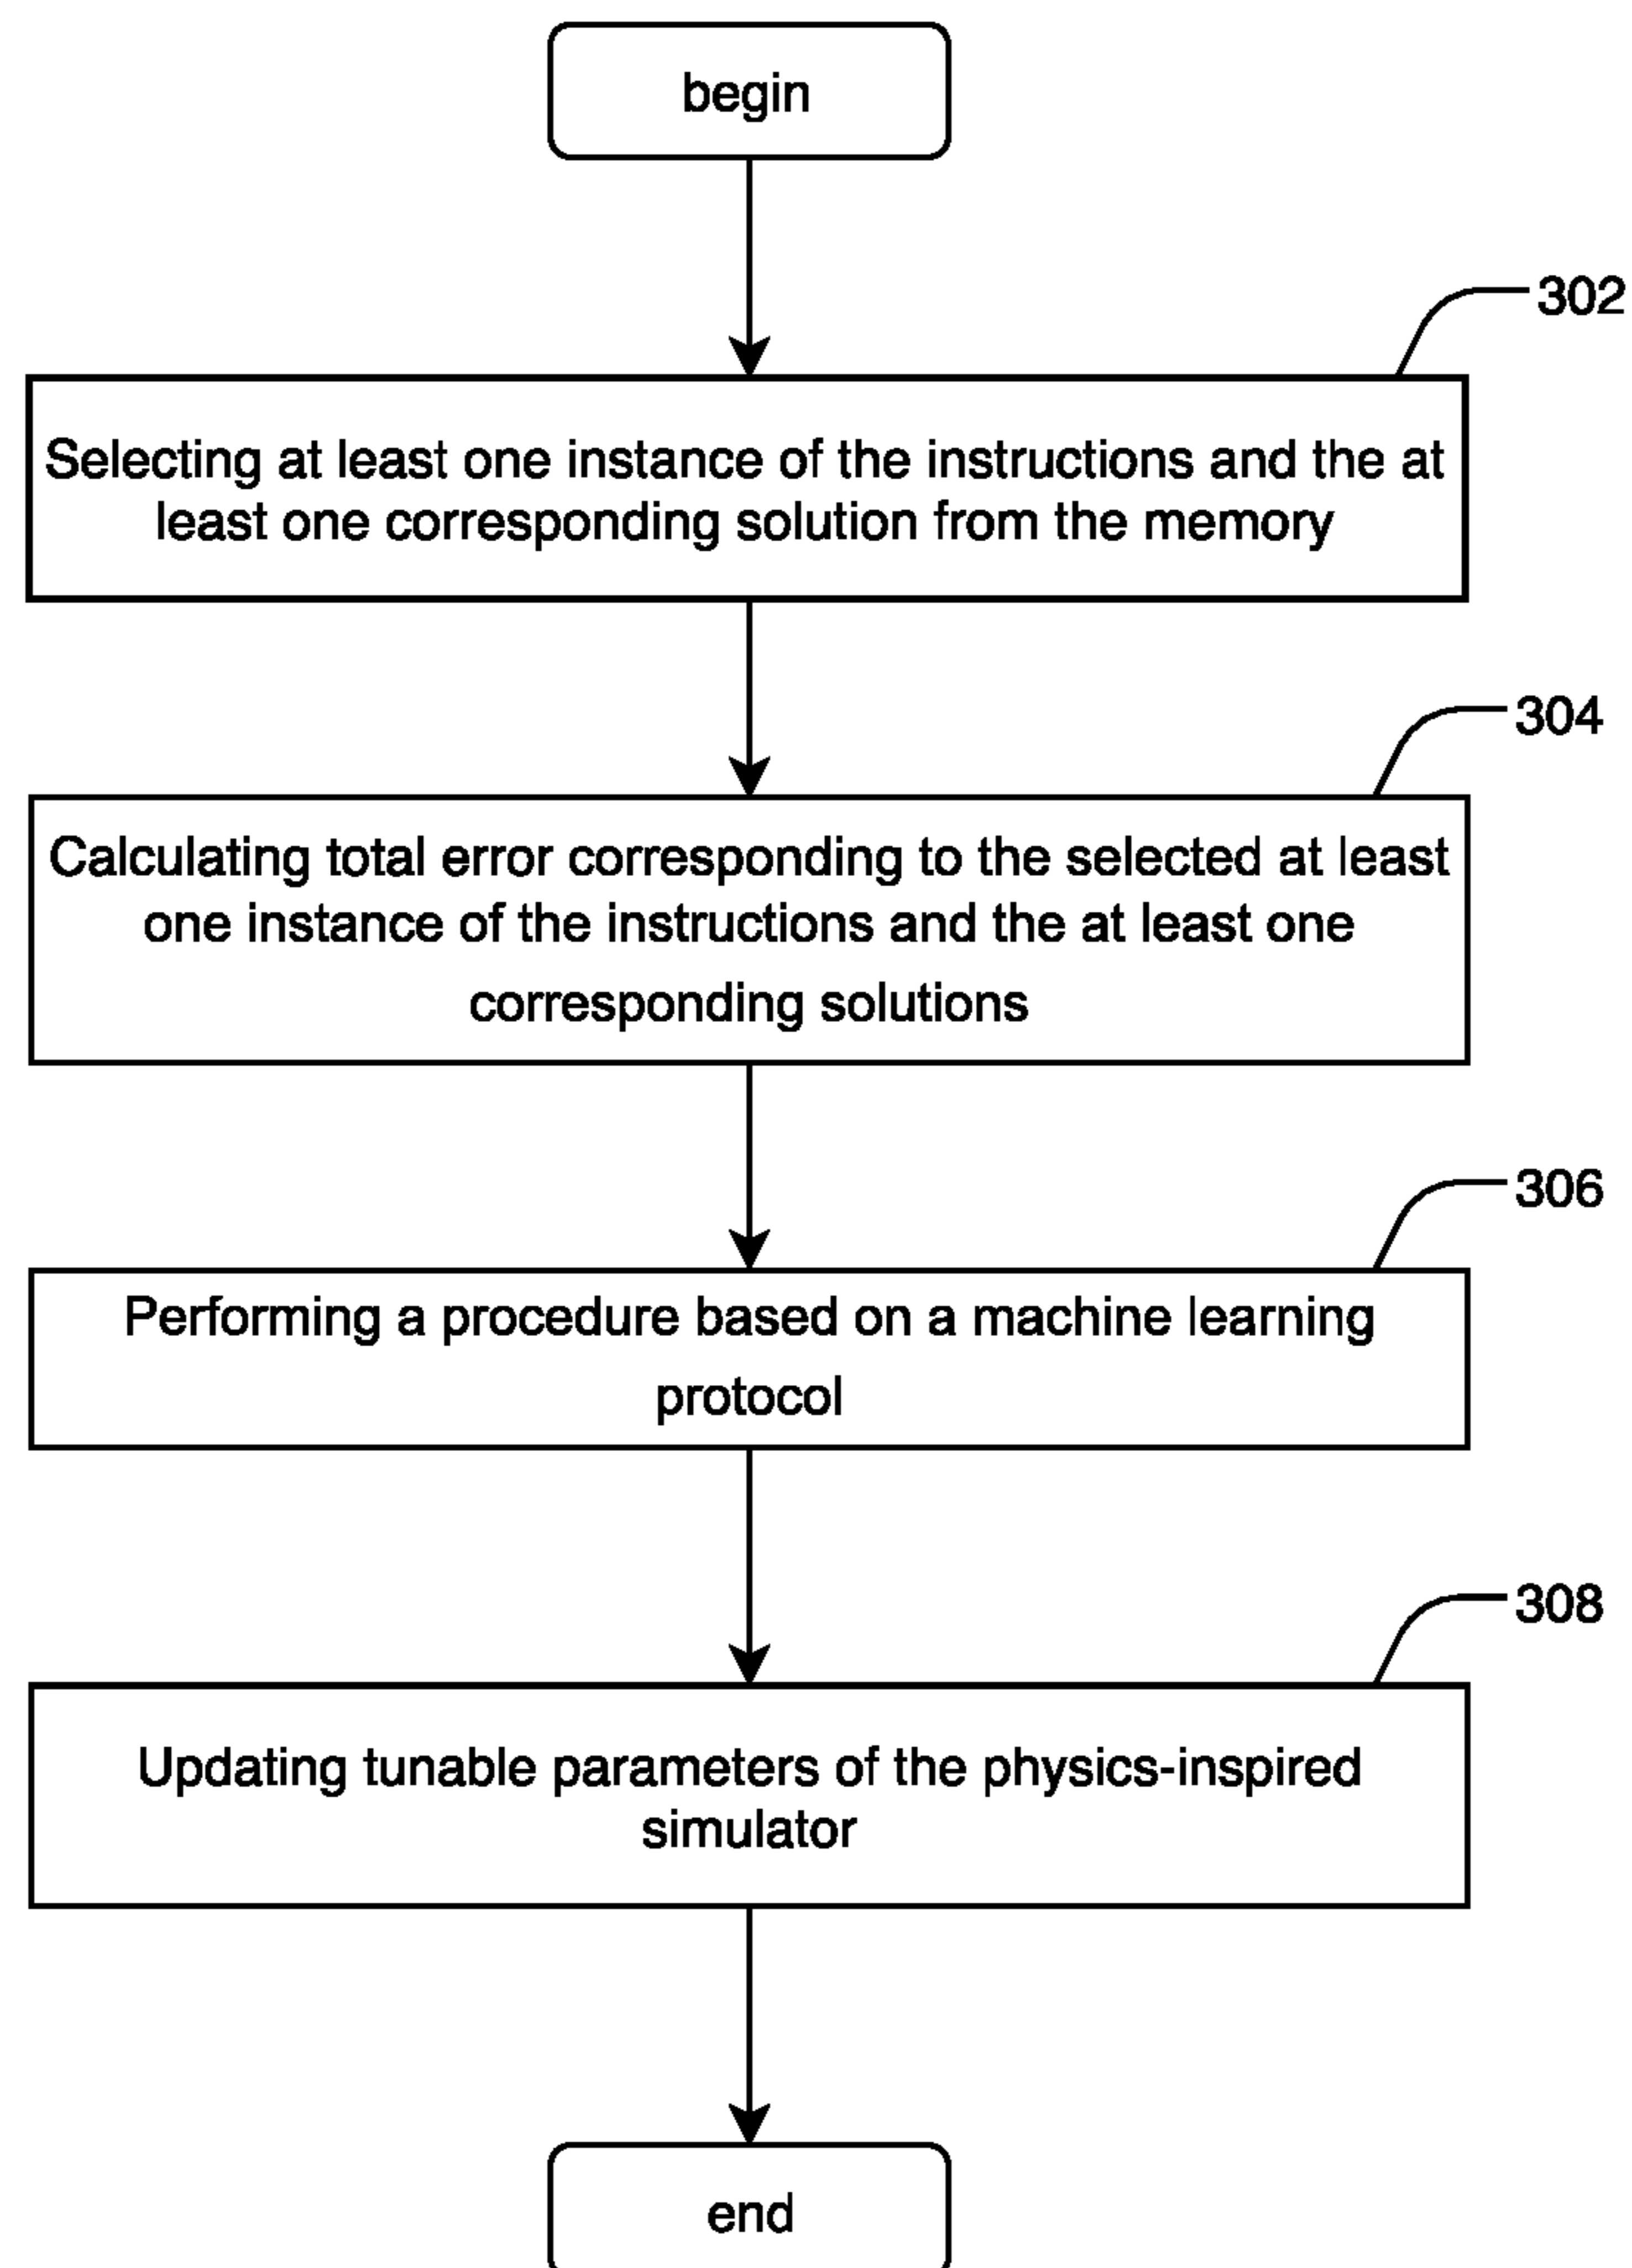 begin
302
Selecting at least one instance of the instructions and the at
least one corresponding solution from the memory
304
Calculating total error corresponding to the selected at least
one instance of the instructions and the at least one
corresponding solutions
306
Performing a procedure based on a machine learning
protocol
308
Updating tunable parameters of the physics-inspired
simulator
end